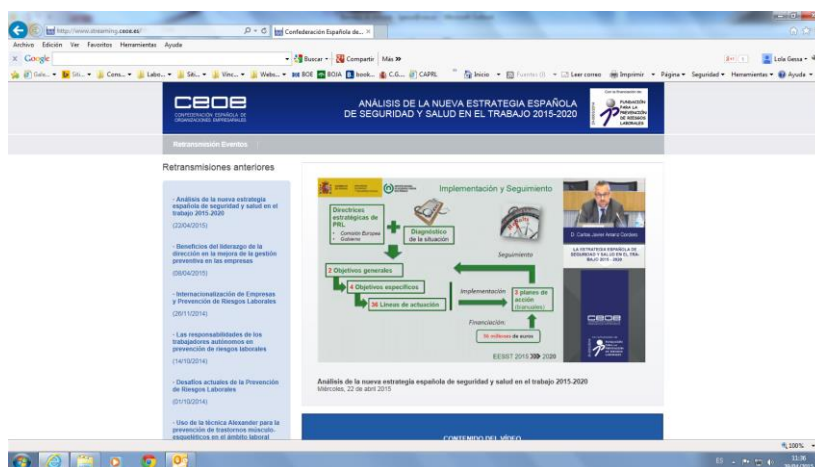 http://www.streaming.ceoe.es/
Confederación Española de...
Archivo Edición Ver Favoritos Herramientas Ayuda
x Google
Buscar
Compartir
Más »
Lola Gessa
BOE
BOJA
book...
C.G...
CAPRL
Inicio
Leer correo
Imprimir
Página
Seguridad
Herramientas
Ayuda
CEOE
CONFEDERACIÓN ESPAÑOLA DE
ORGANIZACIONES EMPRESARIALES
ANÁLISIS DE LA NUEVA ESTRATEGIA ESPAÑOLA
DE SEGURIDAD Y SALUD EN EL TRABAJO 2015-2020
Con la financiación de:
FUNDACIÓN
PARA LA
PREVENCIÓN
DE RIESGOS
LABORALES
Retransmisión Eventos
Retransmisiones anteriores
- Análisis de la nueva estrategia
española de seguridad y salud en el
trabajo 2015-2020
(22/04/2015)
- Beneficios del liderazgo de la
dirección en la mejora de la gestión
preventiva en las empresas
(08/04/2015)
- Internacionalización de Empresas
y Prevención de Riesgos Laborales
(26/11/2014)
- Las responsabilidades de los
trabajadores autónomos en
prevención de riesgos laborales
(14/10/2014)
- Desafíos actuales de la Prevención
de Riesgos Laborales
(01/10/2014)
- Uso de la técnica Alexander para la
prevención de trastornos músculo-
esqueléticos en el ámbito laboral
Implementación y Seguimiento
Directrices
estratégicas de
PRL
• Comisión Europea
• Gobierno
Diagnóstico
de la situación
Seguimiento
2 Objetivos generales
4 Objetivos específicos
36 Líneas de actuación
Implementación
3 planes de
acción
(bianuales)
Financiación:
16 millones de euros
EESST 2015 »» 2020
D. Carlos Javier Arranz Cordero
LA ESTRATEGIA ESPAÑOLA DE
SEGURIDAD Y SALUD EN EL TRA-
BAJO 2015 - 2020
CEOE
Análisis de la nueva estrategia española de seguridad y salud en el trabajo 2015-2020
Miércoles, 22 de abril 2015
CONTENIDO DEL VÍDEO
100%
ES
11:36